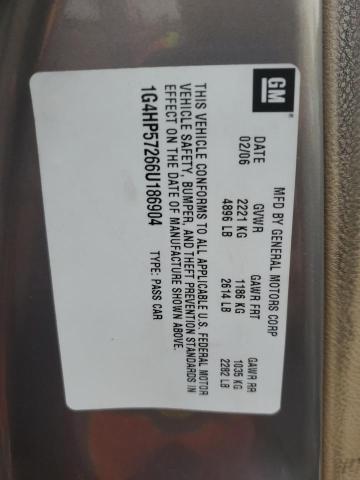 GM
MFD BY GENERAL MOTORS CORP
DATE GVWR GAWR FRT GAWR RR
02/06 2221 KG 1186 KG 1035 KG
4896 LB 2614 LB 2282 LB
THIS VEHICLE CONFORMS TO ALL APPLICABLE U.S. FEDERAL MOTOR
VEHICLE SAFETY, BUMPER, AND THEFT PREVENTION STANDARDS IN
EFFECT ON THE DATE OF MANUFACTURE SHOWN ABOVE.
1G4HP57266U186904 TYPE: PASS CAR